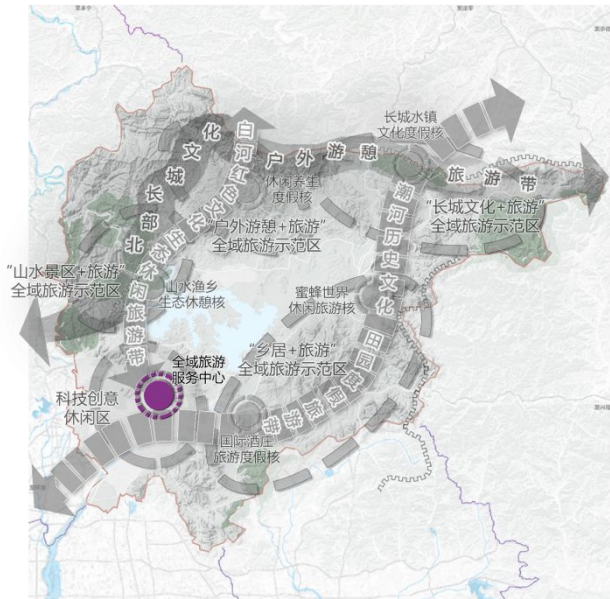 长城水镇
文化度假核
北部长城文化户外游憩旅游带
白河红色文化生态休闲旅游带
休闲养生
度假核
"户外游憩+旅游"
全域旅游示范区
"长城文化+旅游"
全域旅游示范区
"山水景区+旅游"
全域旅游示范区
山水渔乡
生态休憩核
蜜蜂世界
休闲旅游核
潮河历史文化田园度假旅游带
"乡居+旅游"
全域旅游示范区
全域旅游
服务中心
科技创意
休闲区
国际酒庄
旅游度假核